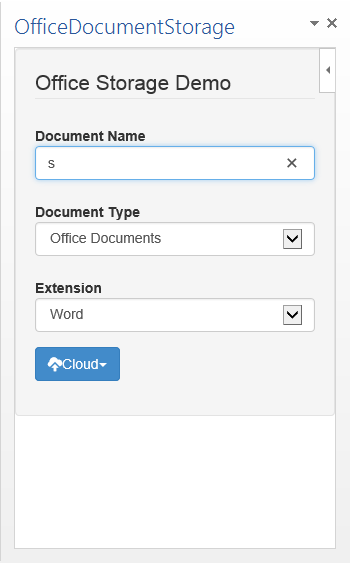 OfficeDocumentStorage
Office Storage Demo
Document Name
s
Document Type
Office Documents
Extension
Word
Cloud